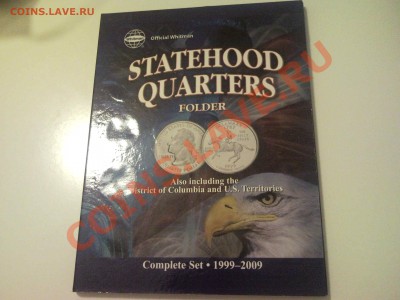 COINS.ЛАВЕ.RU
Official Whitman
STATEHOOD
QUARTERS
FOLDER
Also including the
District of Columbia and U.S. Territories
Complete Set • 1999–2009
COINS.LAVE.RU